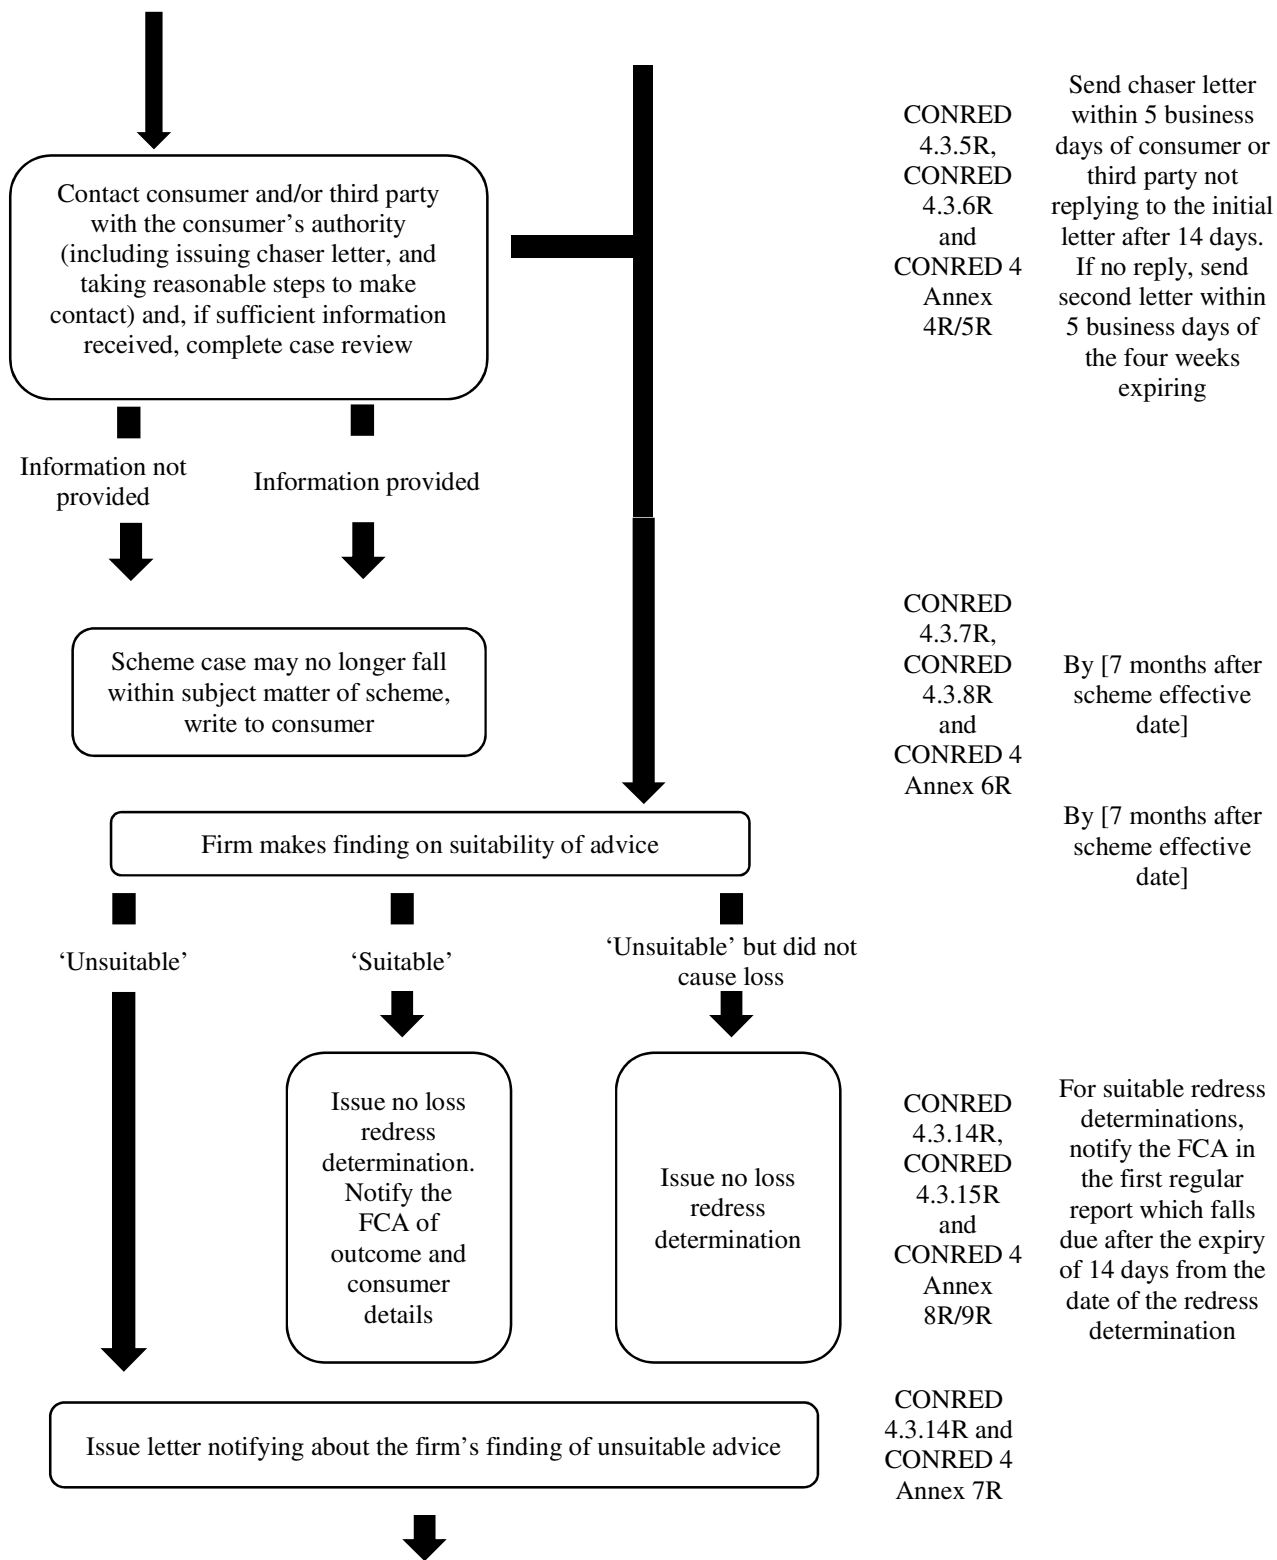 Contact consumer and/or third party
with the consumer’s authority
(including issuing chaser letter, and
taking reasonable steps to make
contact) and, if sufficient information
received, complete case review
CONRED
4.3.5R,
CONRED
4.3.6R
and
CONRED 4
Annex
4R/5R
Send chaser letter
within 5 business
days of consumer or
third party not
replying to the initial
letter after 14 days.
If no reply, send
second letter within
5 business days of
the four weeks
expiring
Information not
provided
Information provided
Scheme case may no longer fall
within subject matter of scheme,
write to consumer
CONRED
4.3.7R,
CONRED
4.3.8R
and
CONRED 4
Annex 6R
By [7 months after
scheme effective
date]
Firm makes finding on suitability of advice
By [7 months after
scheme effective
date]
‘Unsuitable’
‘Suitable’
‘Unsuitable’ but did not
cause loss
Issue no loss
redress
determination.
Notify the
FCA of
outcome and
consumer
details
Issue no loss
redress
determination
CONRED
4.3.14R,
CONRED
4.3.15R
and
CONRED 4
Annex
8R/9R
For suitable redress
determinations,
notify the FCA in
the first regular
report which falls
due after the expiry
of 14 days from the
date of the redress
determination
Issue letter notifying about the firm’s finding of unsuitable advice
CONRED
4.3.14R and
CONRED 4
Annex 7R